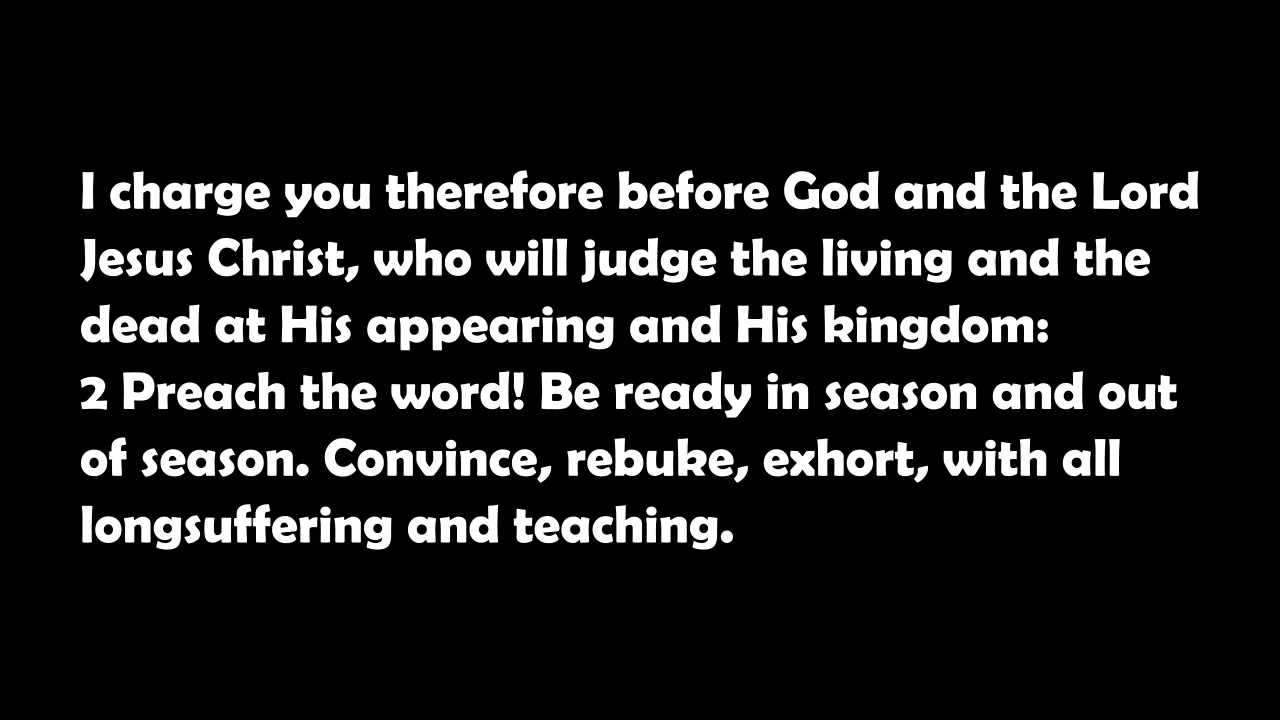 I charge you therefore before God and the Lord
Jesus Christ, who will judge the living and the
dead at His appearing and His kingdom:
2 Preach the word! Be ready in season and out
of season. Convince, rebuke, exhort, with all
longsuffering and teaching.